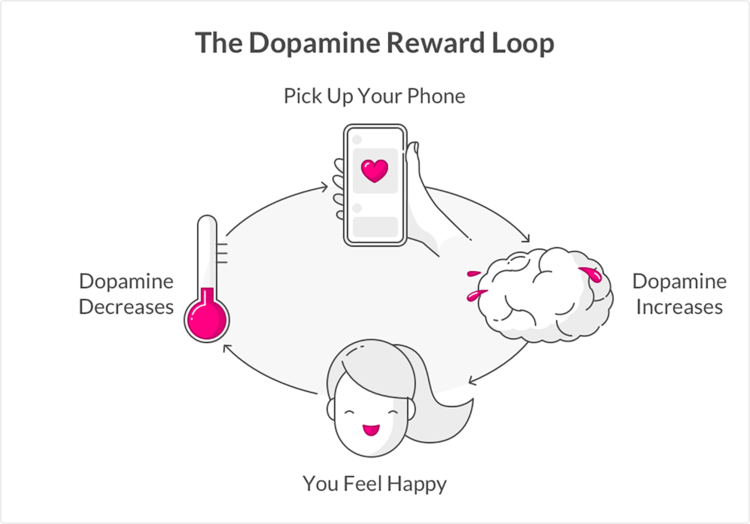 The Dopamine Reward Loop
Pick Up Your Phone
Dopamine
Increases
You Feel Happy
Dopamine
Decreases